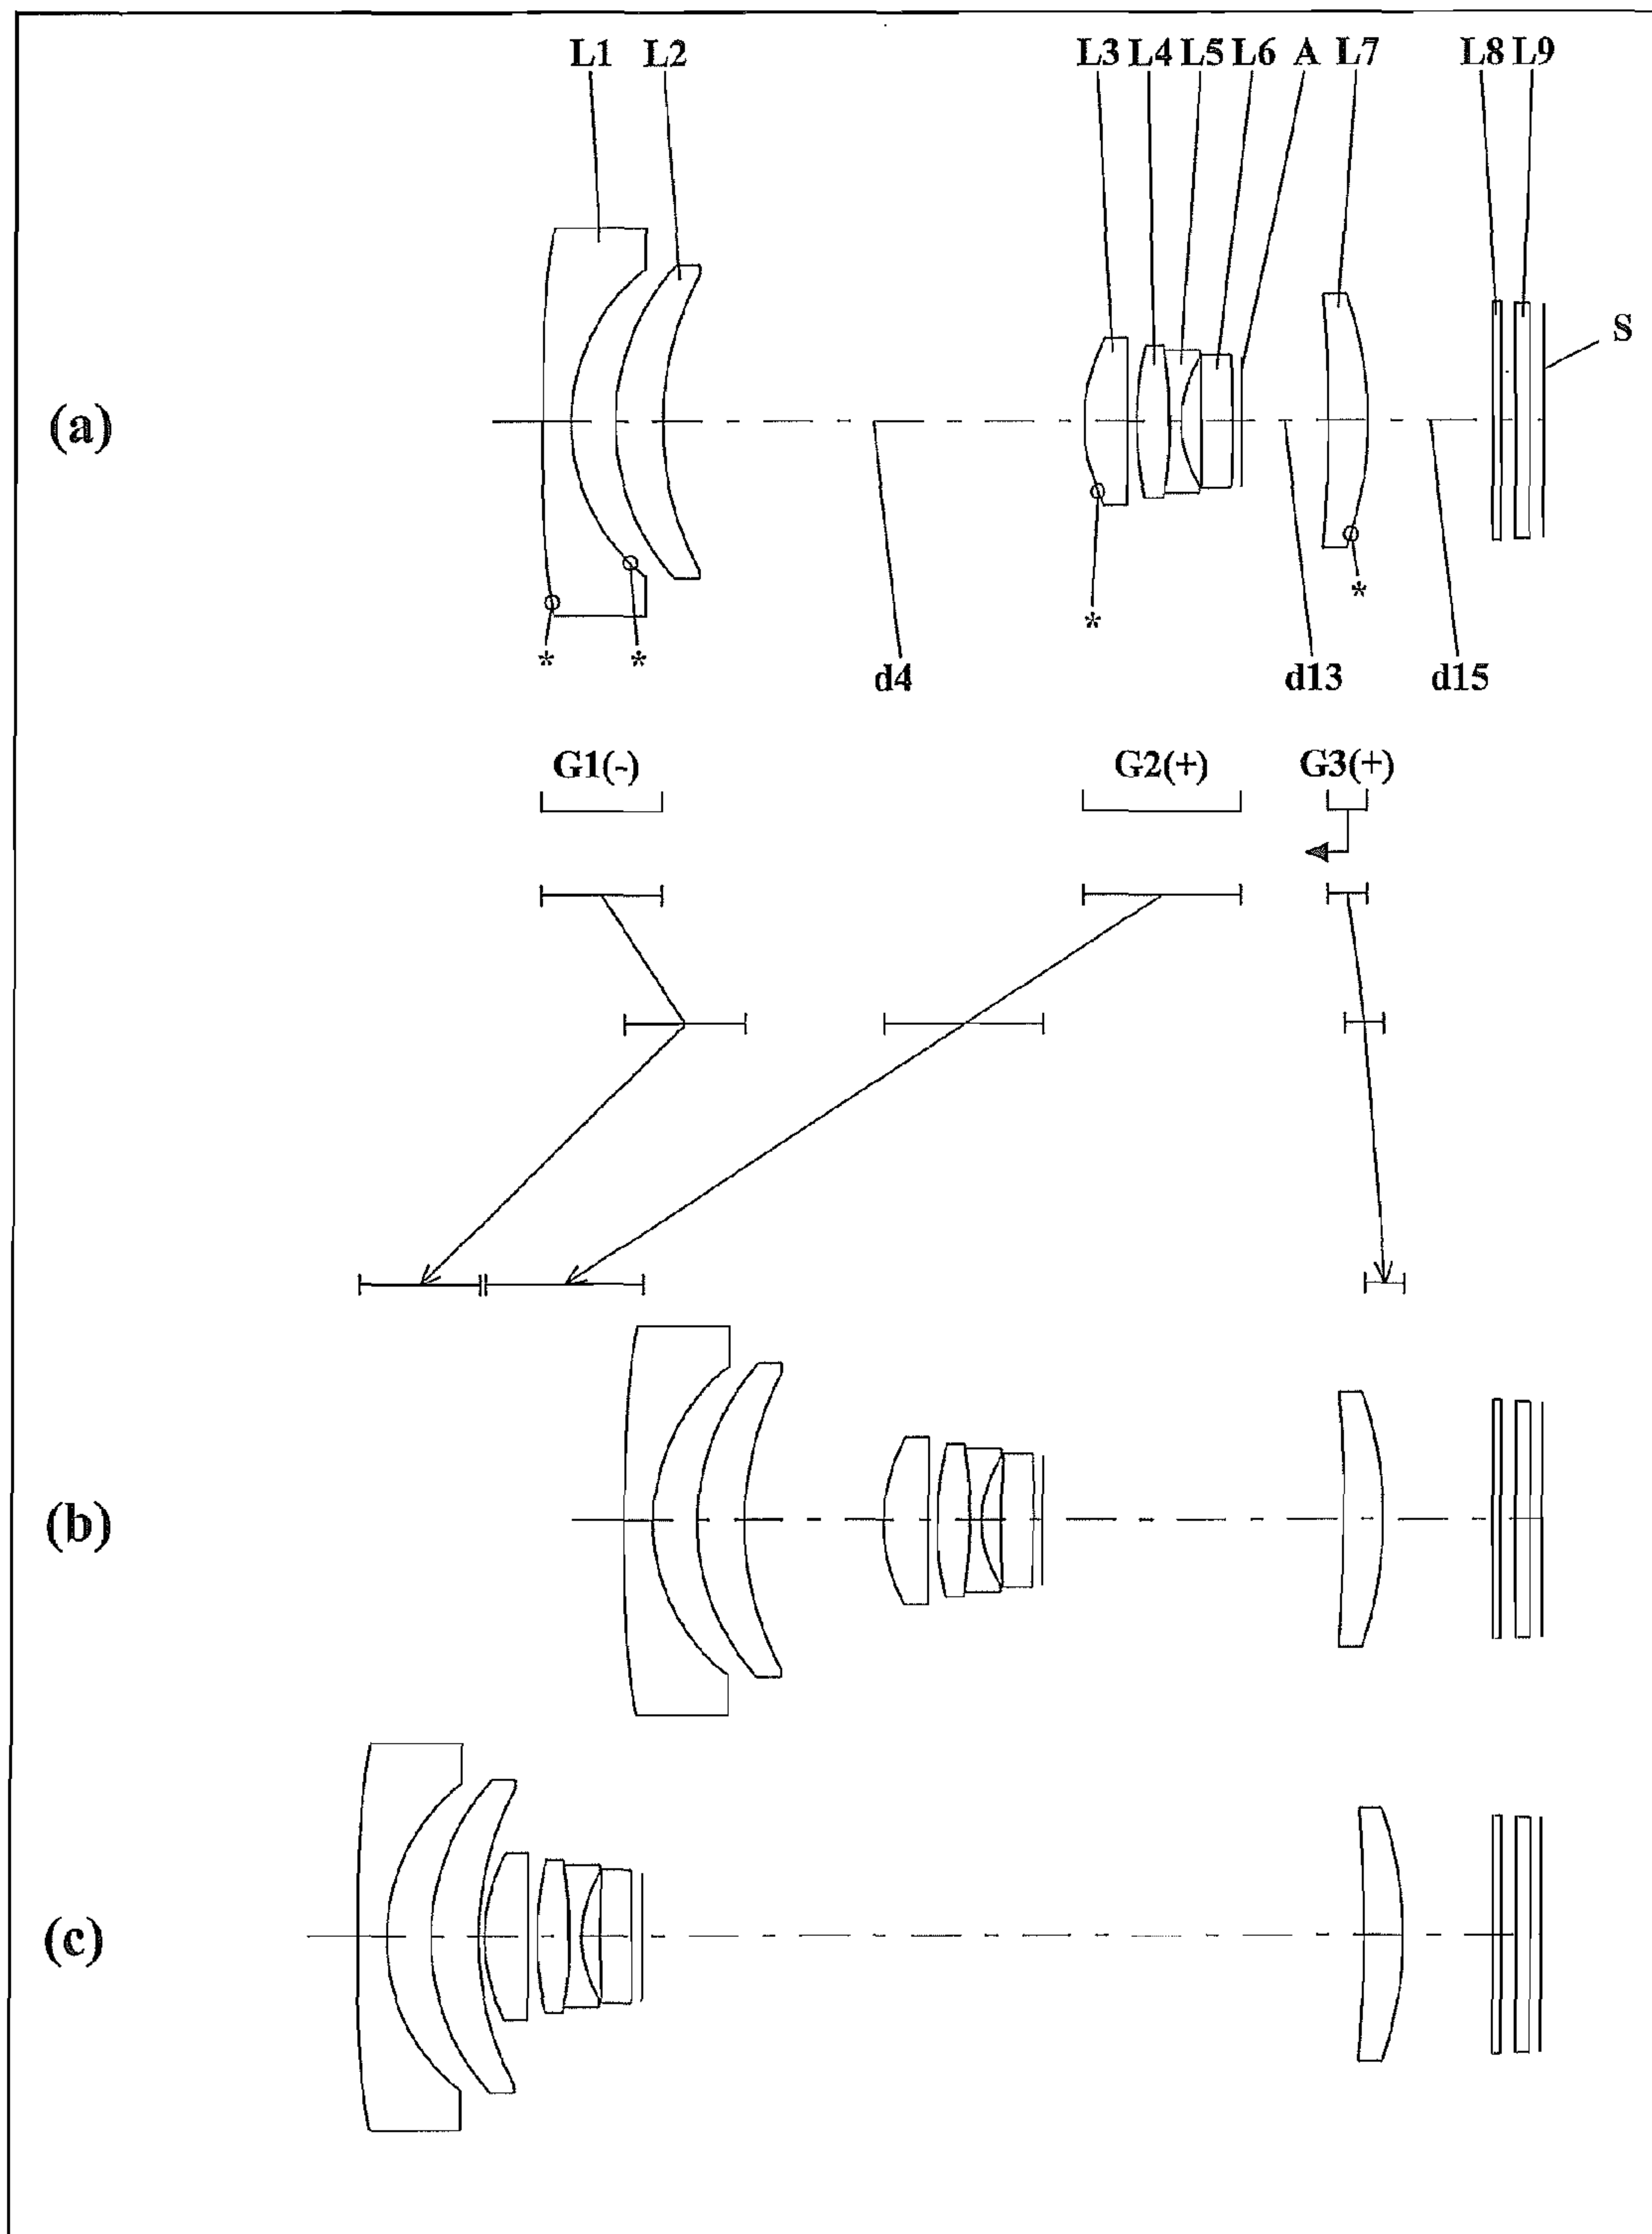 L1 L2 L3 L4 L5 L6 A L7 L8 L9
S
(a)
*
*
* *
d4 d13 d15
G1(-) G2(+) G3(+)
(b)
(c)